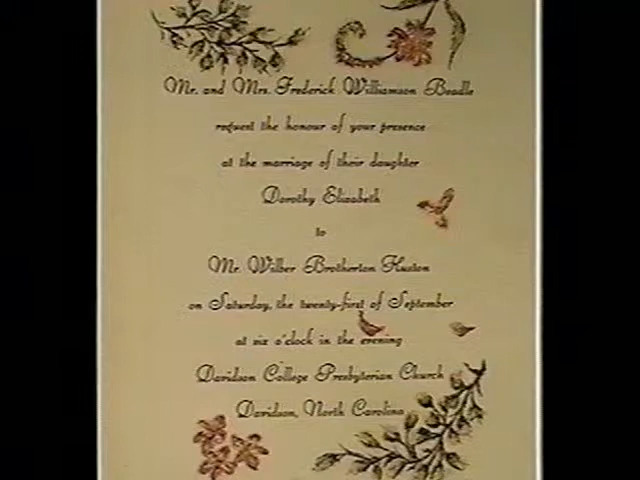 Mr. and Mrs. Frederick Williamson Beadle
request the honour of your presence
at the marriage of their daughter
Dorothy Elizabeth
to
Mr. Wilber Brotherton Huston
on Saturday, the twenty-first of September
at six o'clock in the evening
Davidson College Presbyterian Church
Davidson, North Carolina